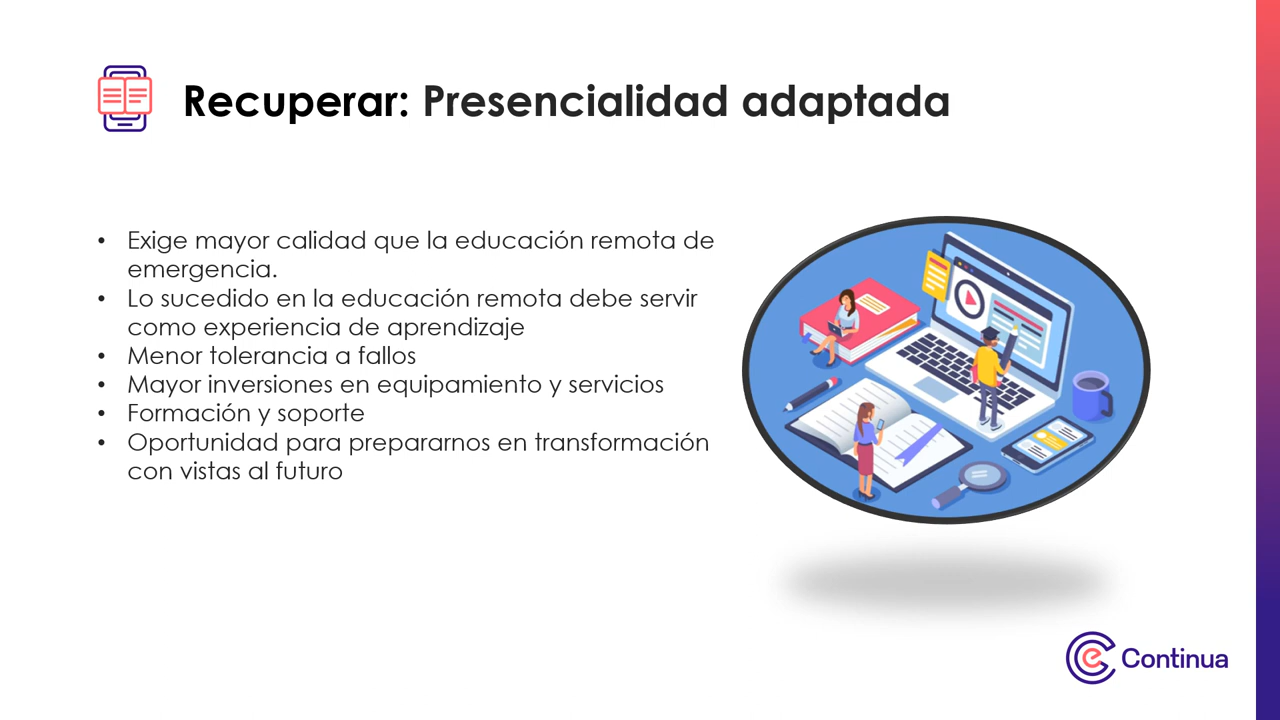 Recuperar: Presencialidad adaptada
• Exige mayor calidad que la educación remota de
emergencia.
• Lo sucedido en la educación remota debe servir
como experiencia de aprendizaje
• Menor tolerancia a fallos
• Mayor inversiones en equipamiento y servicios
• Formación y soporte
• Oportunidad para prepararnos en transformación
con vistas al futuro
e Continua